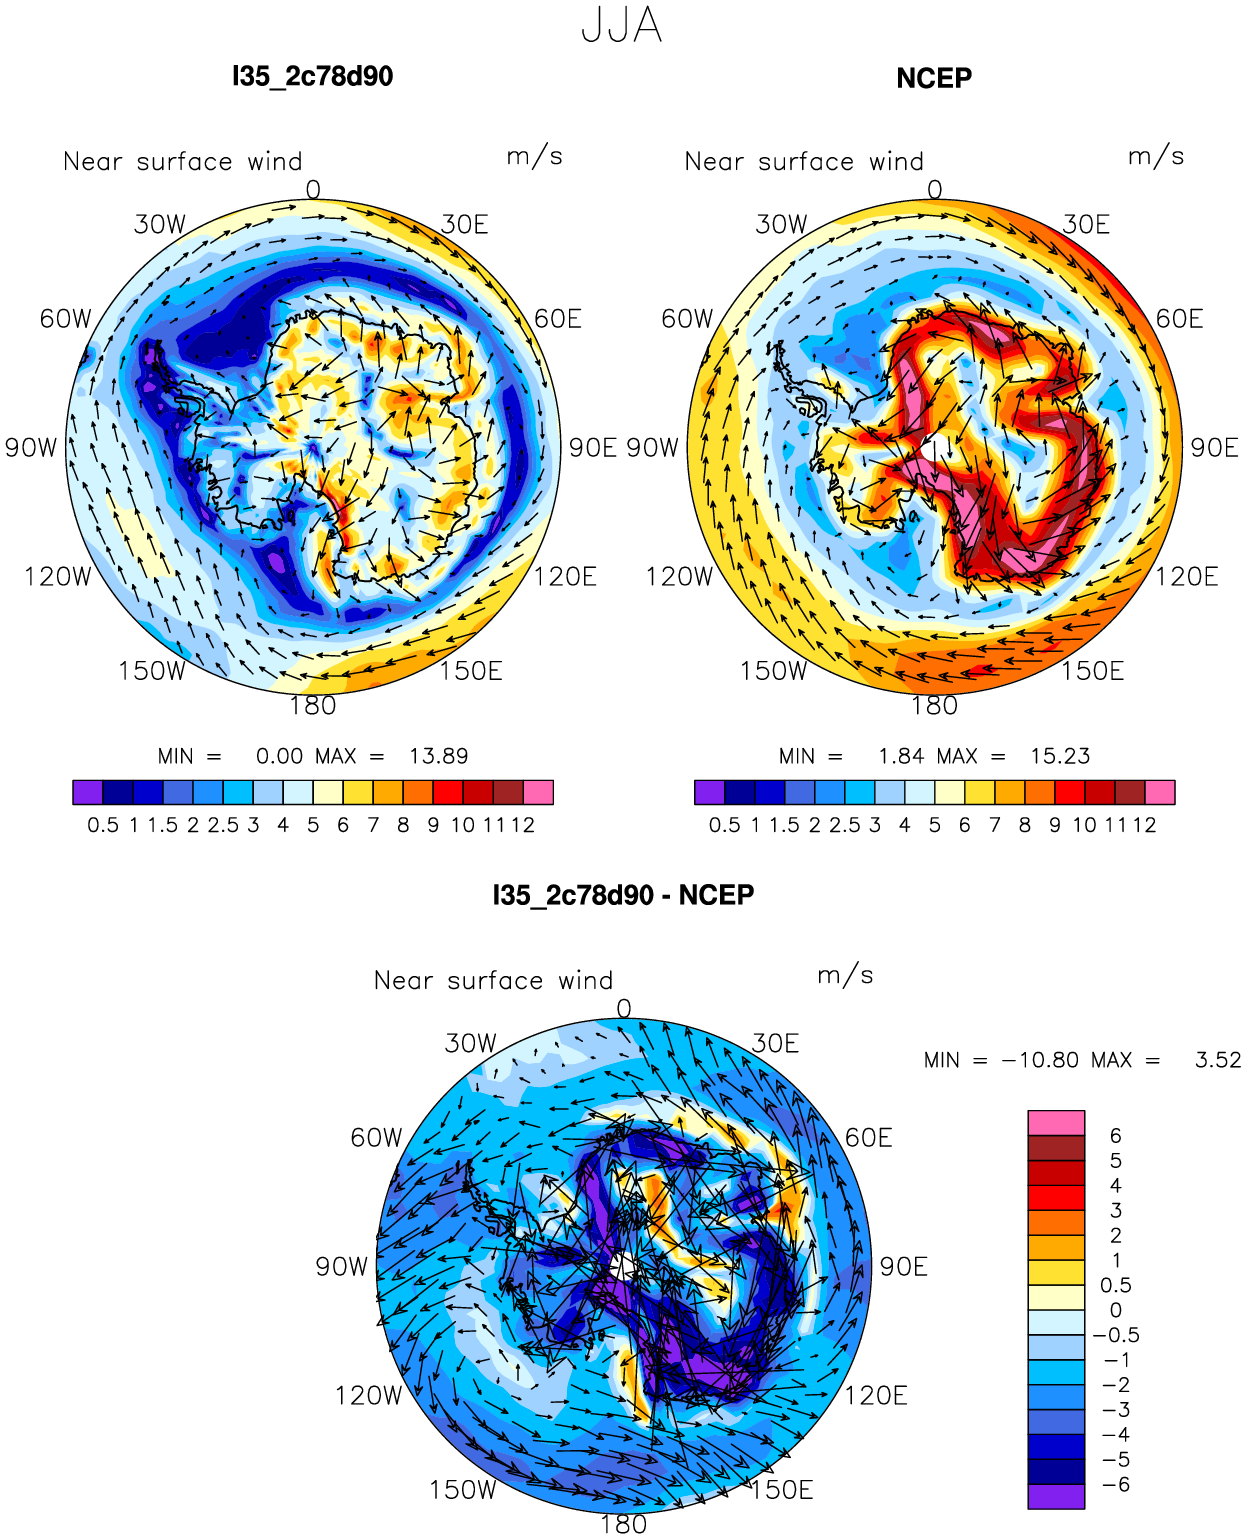 JJA
I35_2c78d90
NCEP
Near surface wind m/s
Near surface wind m/s
0
30W 30E
60W 60E
90W 90E
120W 120E
150W 150E
180
0
30W 30E
60W 60E
90W 90E
120W 120E
150W 150E
180
MIN = 0.00 MAX = 13.89
0.5 1 1.5 2 2.5 3 4 5 6 7 8 9 10 11 12
MIN = 1.84 MAX = 15.23
0.5 1 1.5 2 2.5 3 4 5 6 7 8 9 10 11 12
I35_2c78d90 - NCEP
Near surface wind m/s
0
30W 30E
60W 60E
90W 90E
120W 120E
150W 150E
180
MIN = -10.80 MAX = 3.52
6
5
4
3
2
1
0.5
0
-0.5
-1
-2
-3
-4
-5
-6